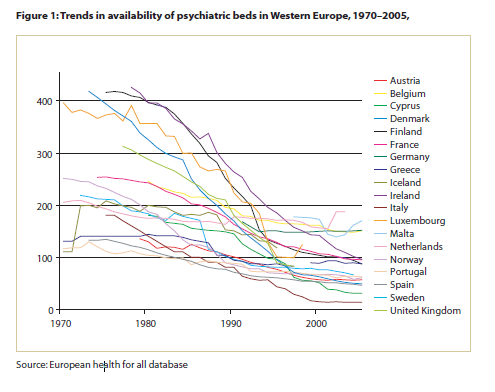 Figure 1: Trends in availability of psychiatric beds in Western Europe, 1970–2005,
400
300
200
100
0
1970
1980
1990
2000
Austria
Belgium
Cyprus
Denmark
Finland
France
Germany
Greece
Iceland
Ireland
Italy
Luxembourg
Malta
Netherlands
Norway
Portugal
Spain
Sweden
United Kingdom
Source: European health for all database